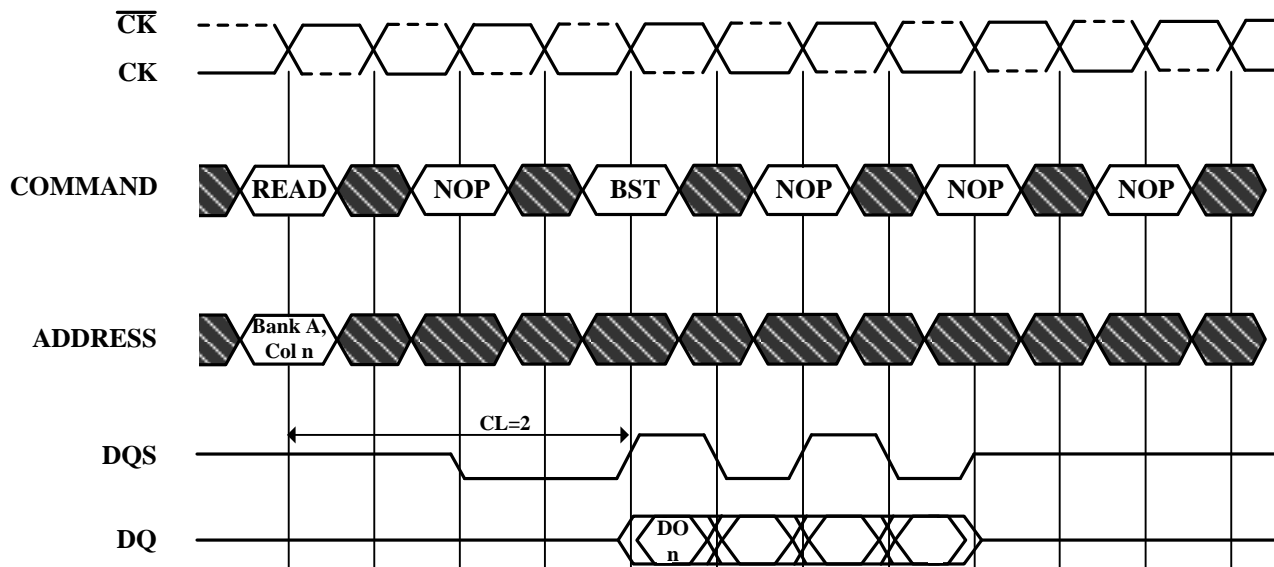 CK
CK
COMMAND
READ
NOP
BST
NOP
NOP
NOP
ADDRESS
Bank A,
Col n
CL=2
DQS
DQ
DO
n